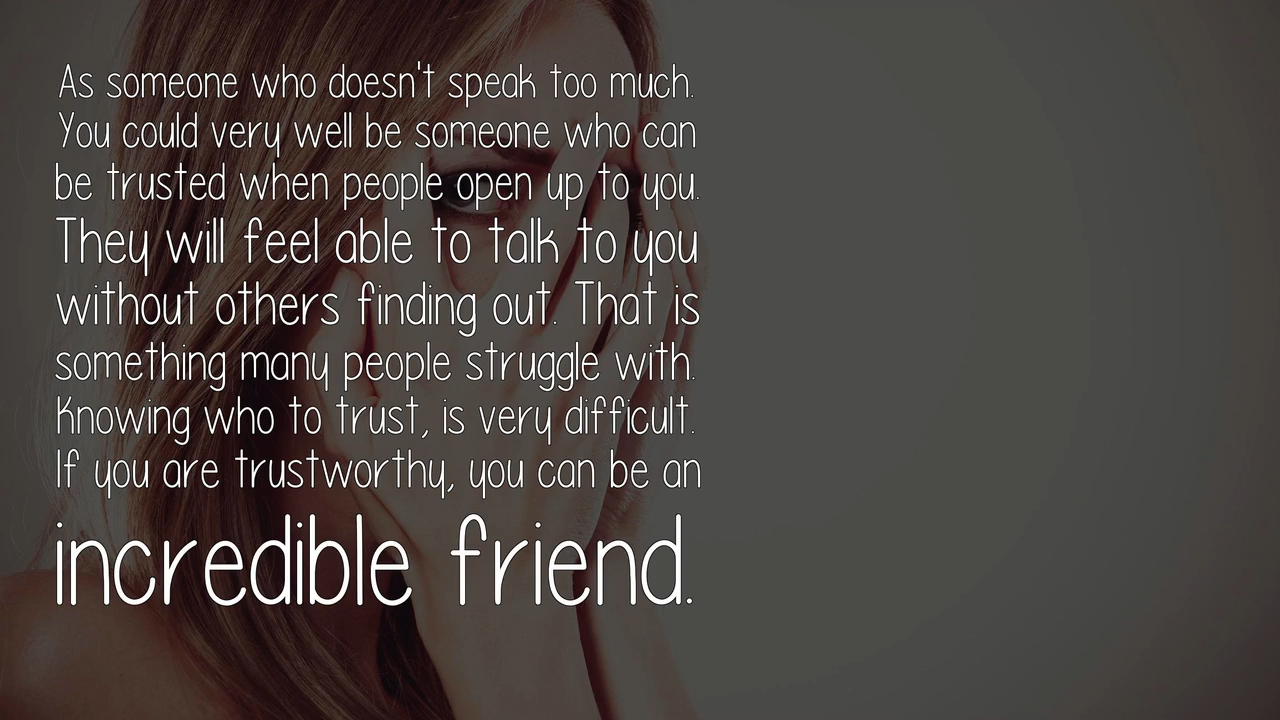 As someone who doesn't speak too much.
You could very well be someone who can
be trusted when people open up to you.
They will feel able to talk to you
without others finding out. That is
something many people struggle with.
Knowing who to trust, is very difficult.
If you are trustworthy, you can be an
incredible friend.